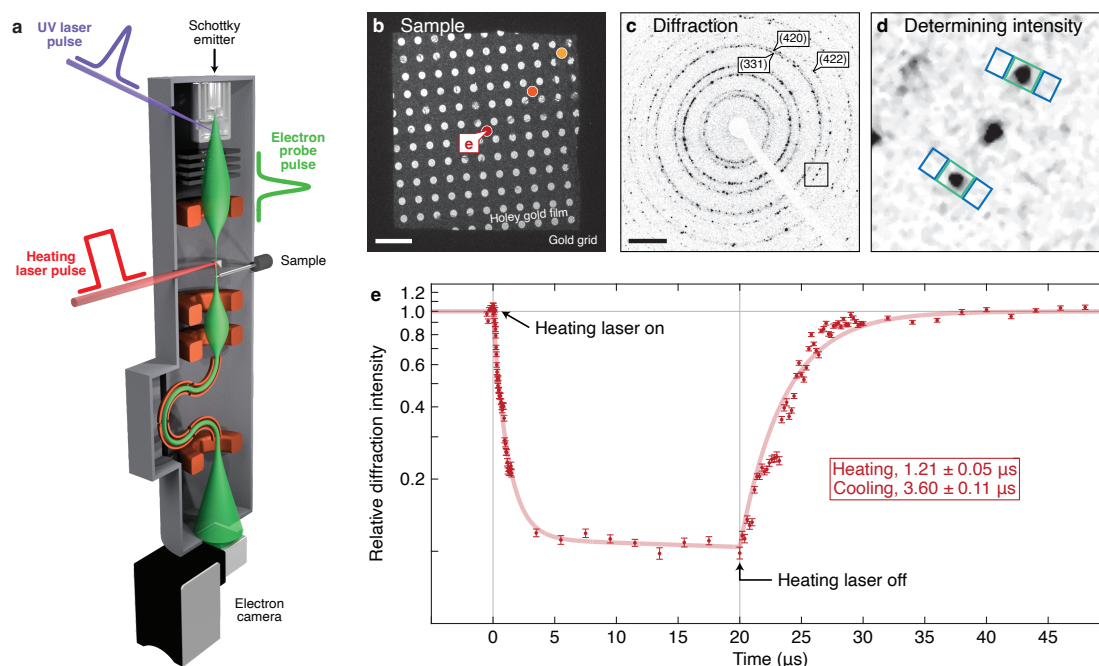 a
UV laser
pulse
Schottky
emitter
Electron
probe
pulse
Heating
laser pulse
Sample
Electron
camera
b Sample
e
Holey gold film
Gold grid
c Diffraction
(420)
(331)
(422)
d Determining intensity
e
Relative diffraction intensity
1.2
1.0
0.8
0.4
0.2
Heating laser on
Heating, 1.21 ± 0.05 µs
Cooling, 3.60 ± 0.11 µs
Heating laser off
0 5 10 15 20 25 30 35 40 45
Time (µs)